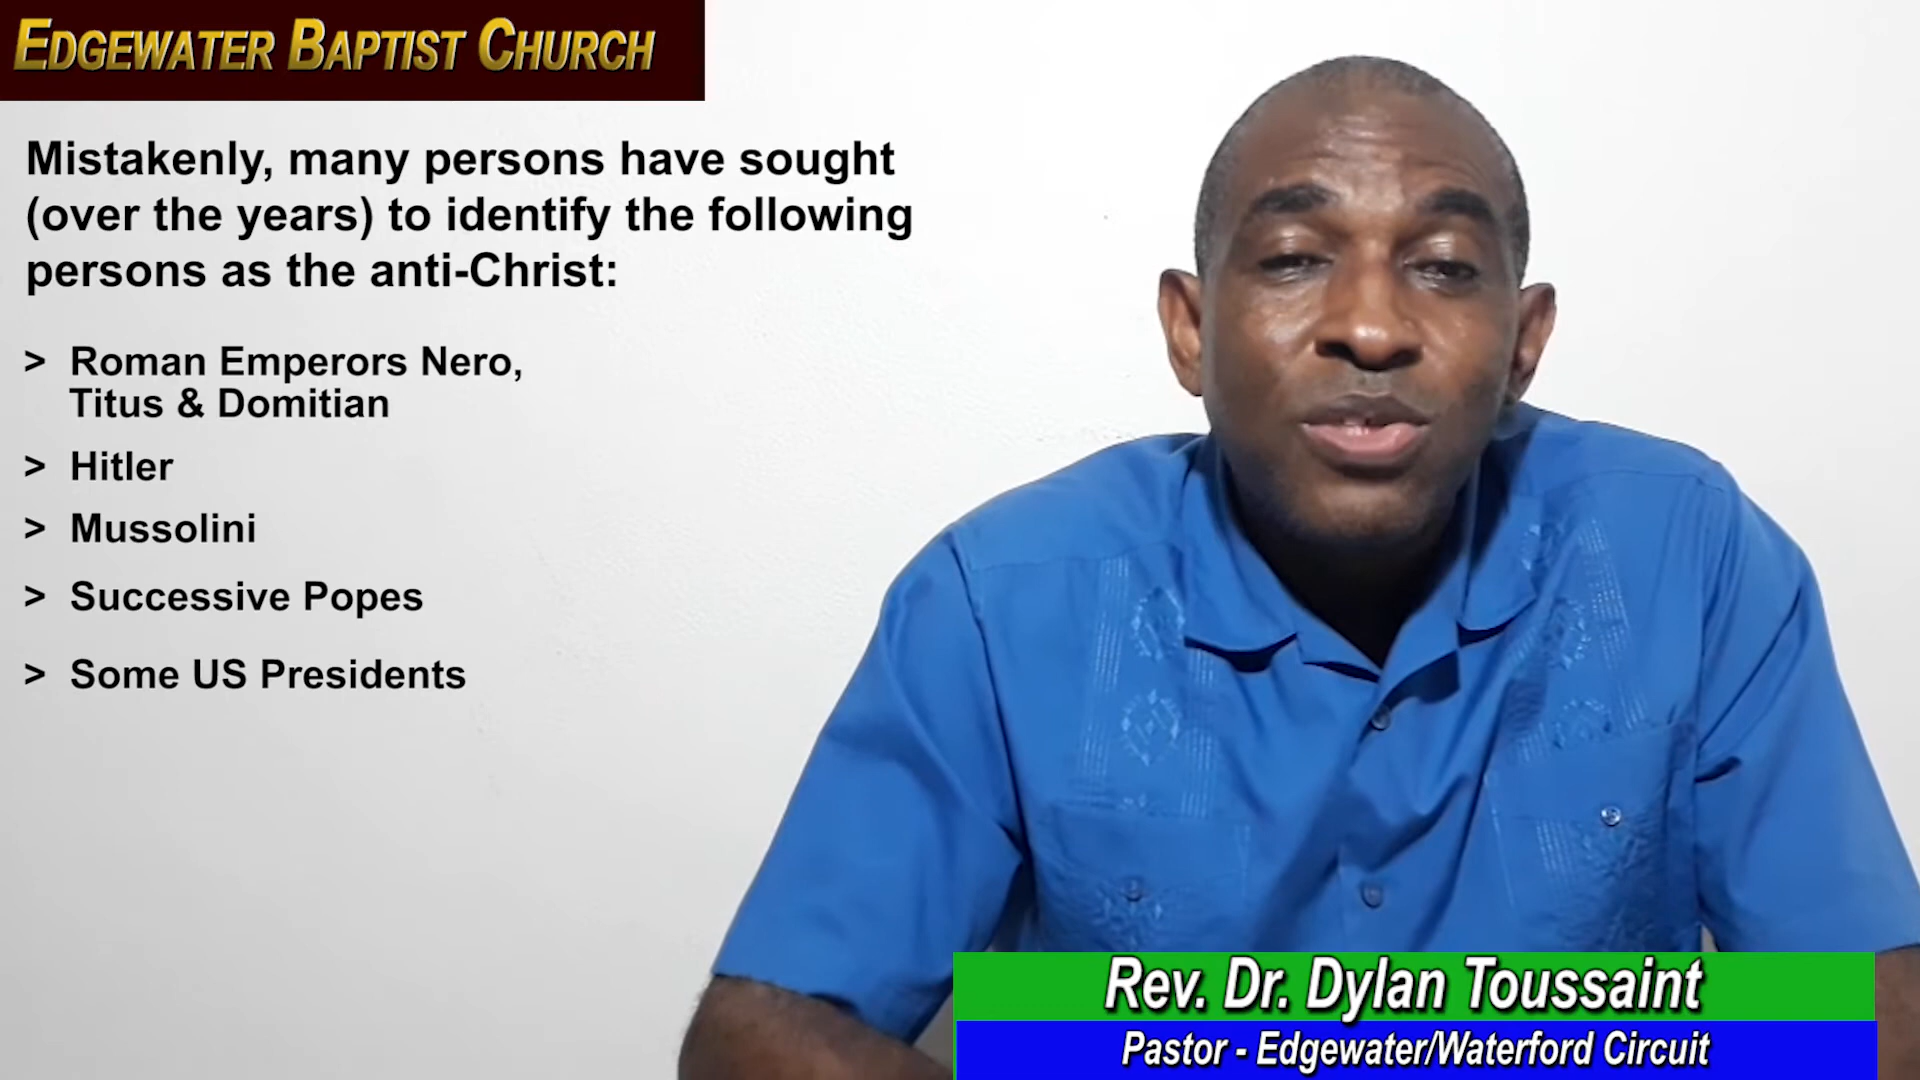 EDGEWATER BAPTIST CHURCH
Mistakenly, many persons have sought
(over the years) to identify the following
persons as the anti-Christ:
> Roman Emperors Nero,
Titus & Domitian
> Hitler
> Mussolini
> Successive Popes
> Some US Presidents
Rev. Dr. Dylan Toussaint
Pastor - Edgewater/Waterford Circuit